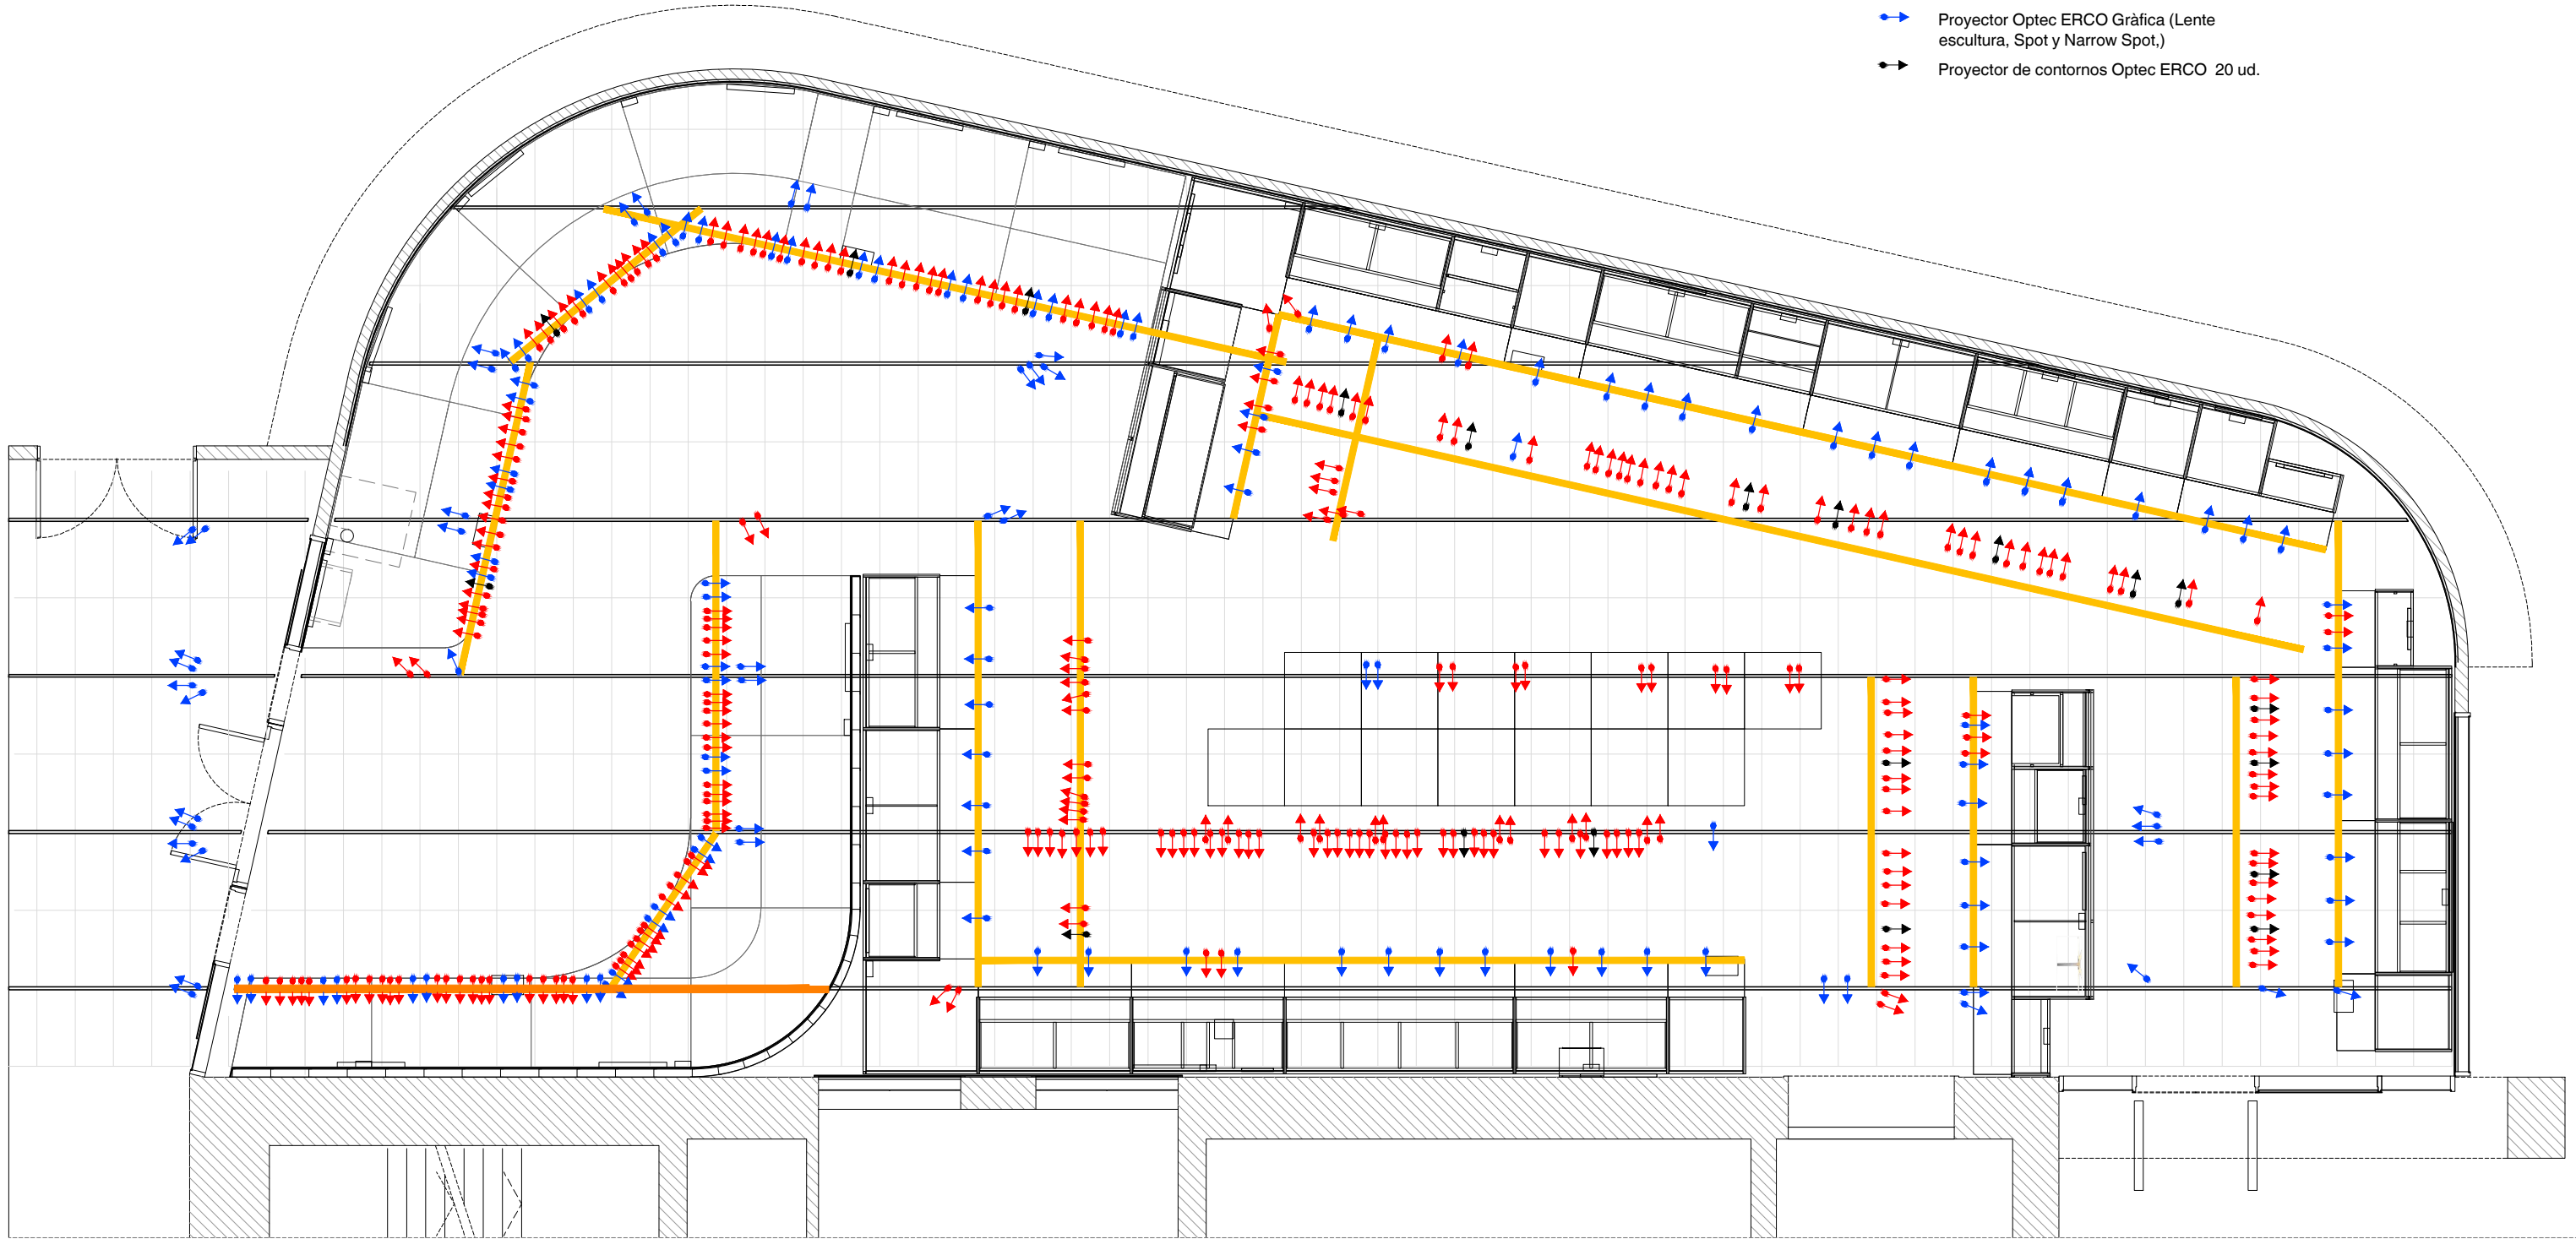 Proyector Optec ERCO Gràfica (Lente
escultura, Spot y Narrow Spot,)
Proyector de contornos Optec ERCO 20 ud.